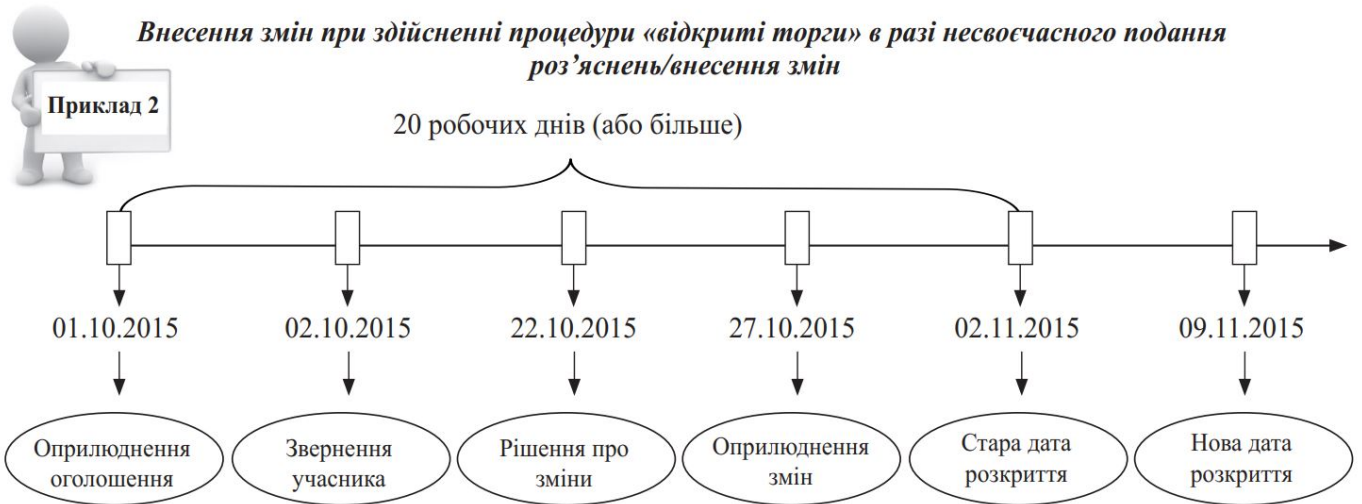 Внесення змін при здійсненні процедури «відкриті торги» в разі несвоєчасного подання
роз’яснень/внесення змін
Приклад 2
20 робочих днів (або більше)
01.10.2015
02.10.2015
22.10.2015
27.10.2015
02.11.2015
09.11.2015
Оприлюднення
оголошення
Звернення
учасника
Рішення про
зміни
Оприлюднення
змін
Стара дата
розкриття
Нова дата
розкриття